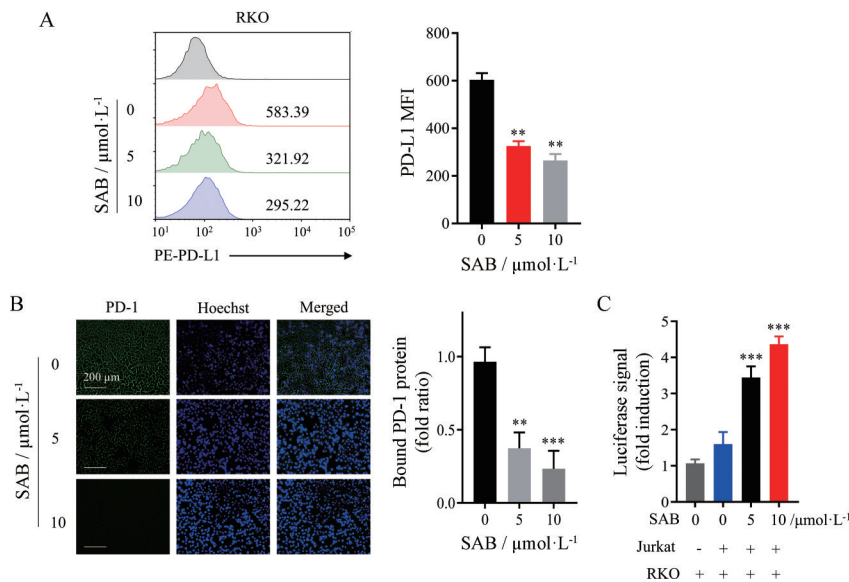 A
RKO
SAB / μmol·L⁻¹
0
583.39
5
321.92
10
295.22
10¹ 10² 10³ 10⁴ 10⁵
PE-PD-L1
PD-L1 MFI
800
600
400
200
0
** **
0 5 10
SAB / μmol·L⁻¹
B
PD-1 Hoechst Merged
SAB / μmol·L⁻¹
0
200 μm
5
10
Bound PD-1 protein
(fold ratio)
1.0
0.5
0.0
** ***
0 5 10
SAB / μmol·L⁻¹
C
Luciferase signal
(fold induction)
5
4
3
2
1
0
*** ***
SAB 0 0 5 10 /μmol·L⁻¹
Jurkat - + + +
RKO + + + +